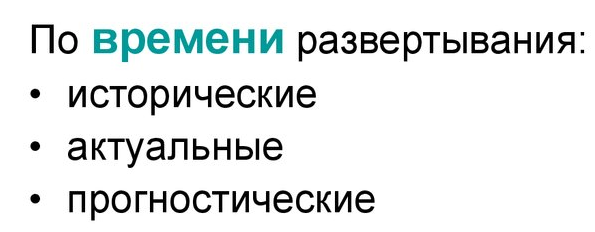 По времени развертывания:
• исторические
• актуальные
• прогностические